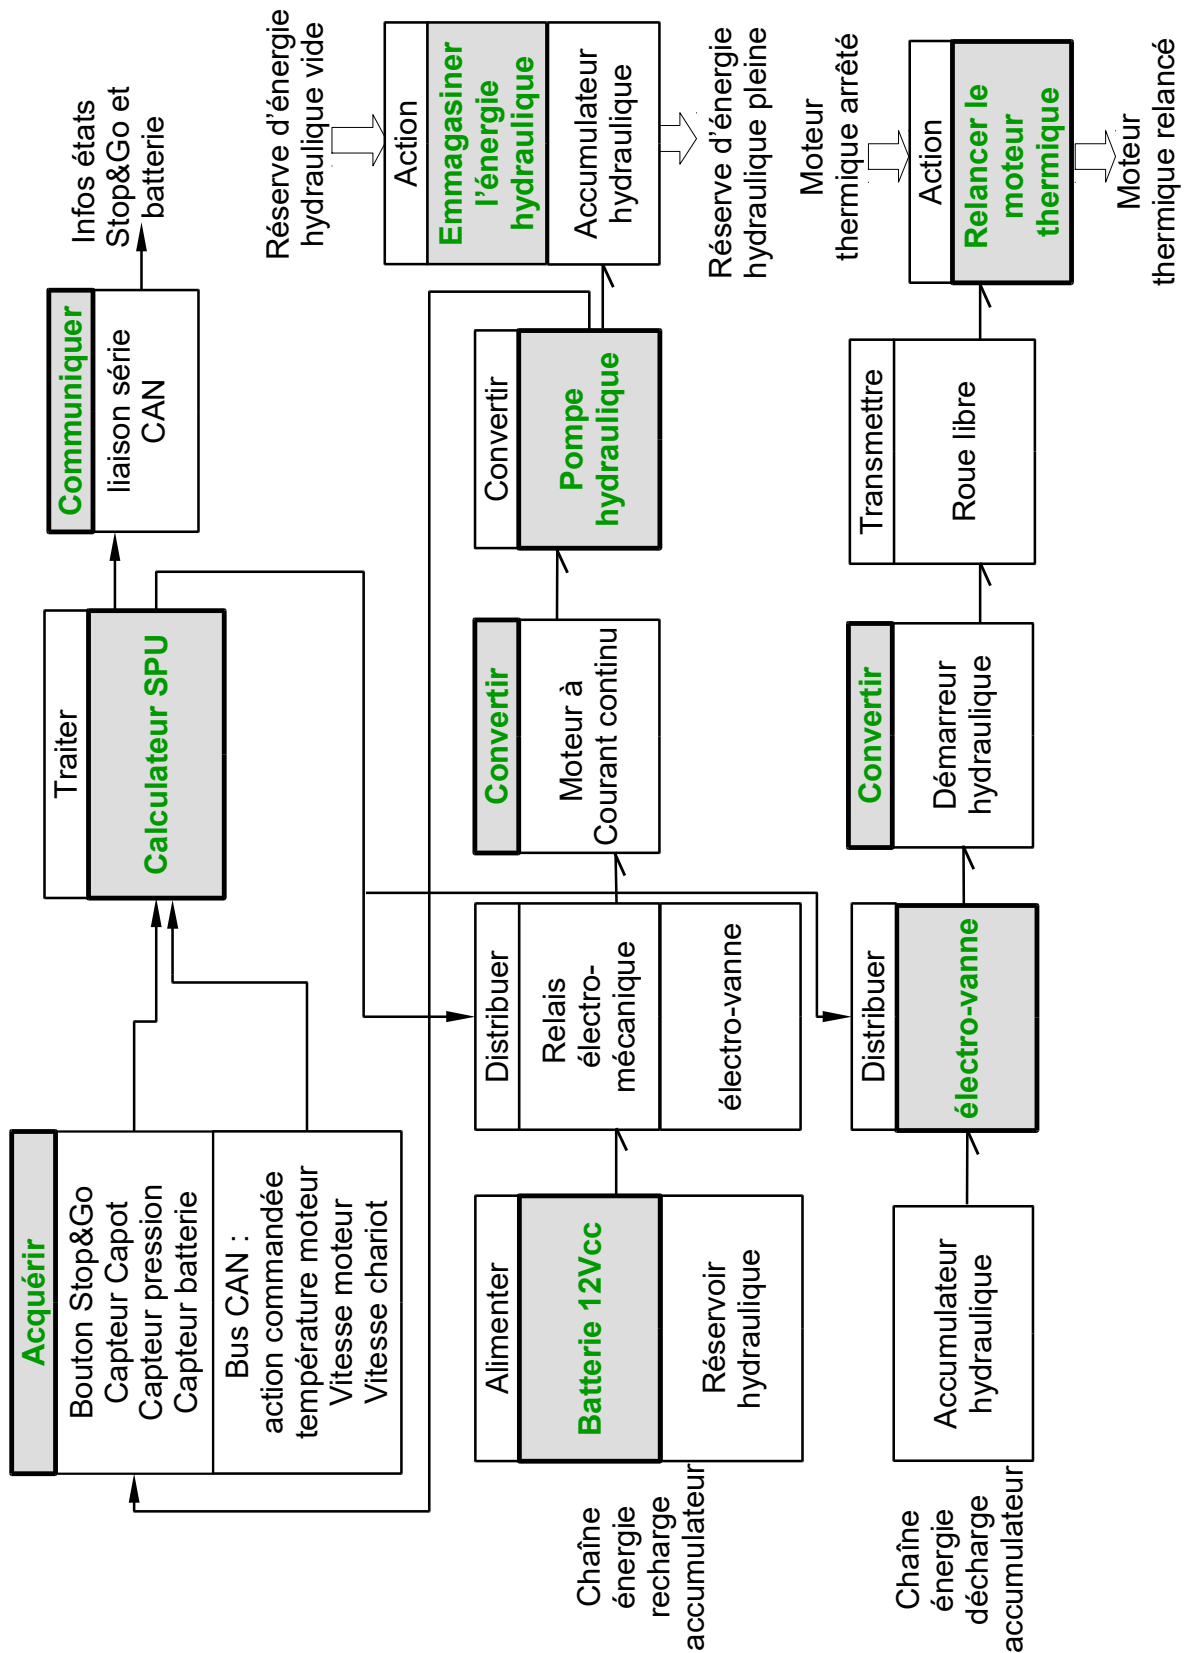 Acquérir
Bouton Stop&Go
Capteur Capot
Capteur pression
Capteur batterie
Bus CAN :
action commandée
température moteur
Vitesse moteur
Vitesse chariot
Traiter
Calculateur SPU
Communiquer
liaison série
CAN
Infos états
Stop&Go et
batterie
Chaîne
énergie
recharge
accumulateur
Alimenter
Batterie 12Vcc
Réservoir
hydraulique
Distribuer
Relais
électro-
mécanique
électro-vanne
Convertir
Moteur à
Courant continu
Convertir
Pompe
hydraulique
Réserve d'énergie
hydraulique vide
Action
Emmagasiner
l'énergie
hydraulique
Accumulateur
hydraulique
Réserve d'énergie
hydraulique pleine
Chaîne
énergie
décharge
accumulateur
Accumulateur
hydraulique
Distribuer
électro-vanne
Convertir
Démarreur
hydraulique
Transmettre
Roue libre
Moteur
thermique arrêté
Action
Relancer le
moteur
thermique
Moteur
thermique relancé